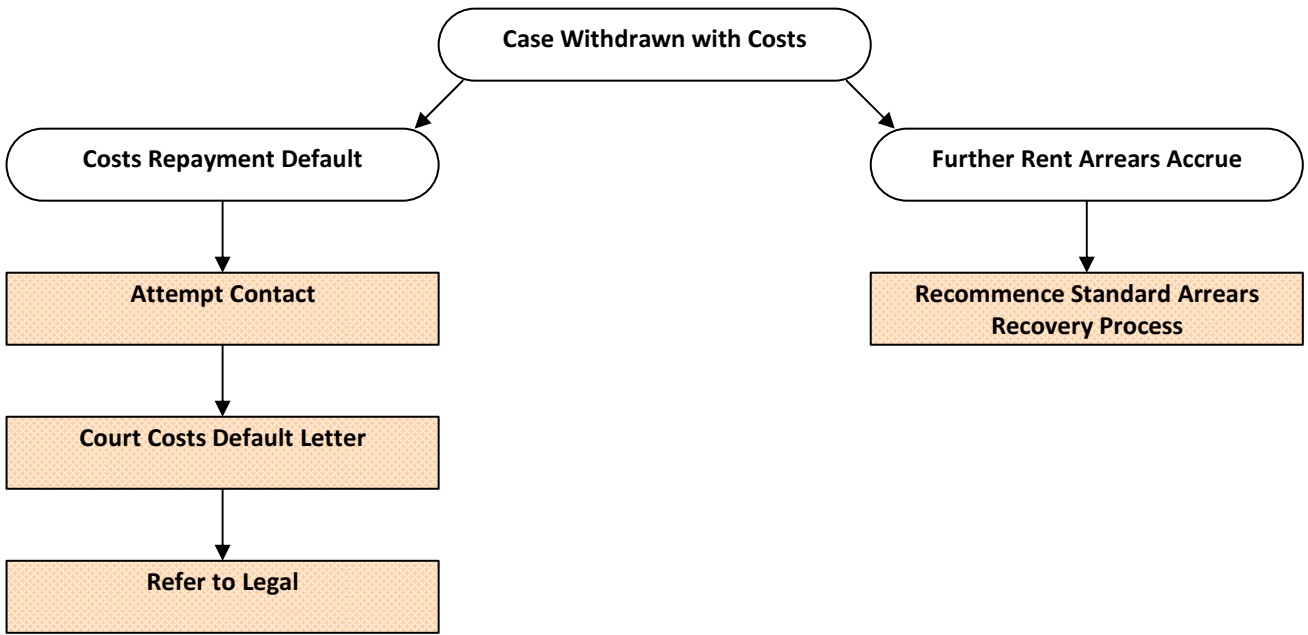 Case Withdrawn with Costs
Costs Repayment Default
Further Rent Arrears Accrue
Attempt Contact
Recommence Standard Arrears
Recovery Process
Court Costs Default Letter
Refer to Legal